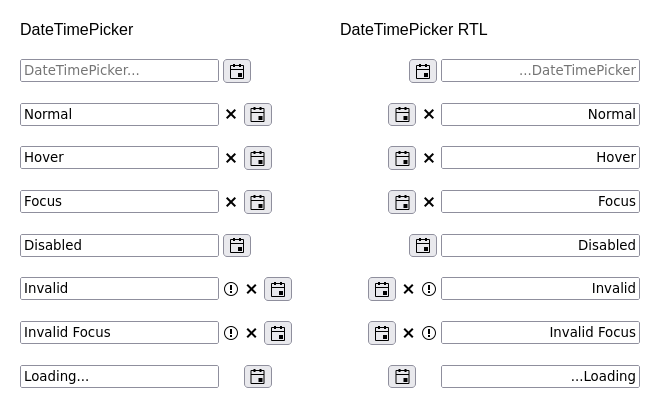 DateTimePicker
DateTimePicker RTL
DateTimePicker...
...DateTimePicker
Normal
Normal
Hover
Hover
Focus
Focus
Disabled
Disabled
Invalid
Invalid
Invalid Focus
Invalid Focus
Loading...
...Loading